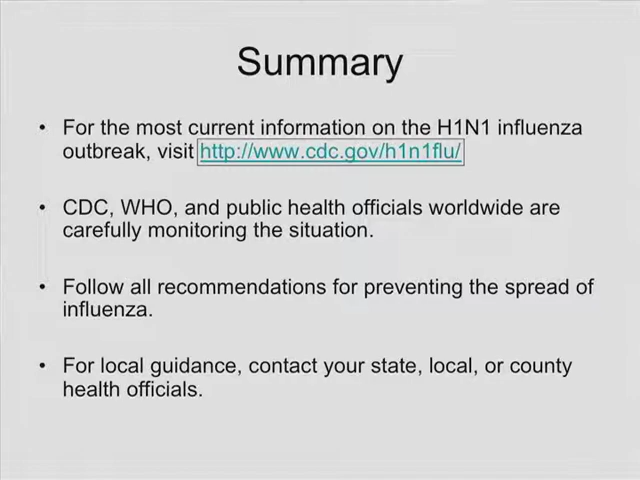 Summary
• For the most current information on the H1N1 influenza
outbreak, visit http://www.cdc.gov/h1n1flu/
• CDC, WHO, and public health officials worldwide are
carefully monitoring the situation.
• Follow all recommendations for preventing the spread of
influenza.
• For local guidance, contact your state, local, or county
health officials.